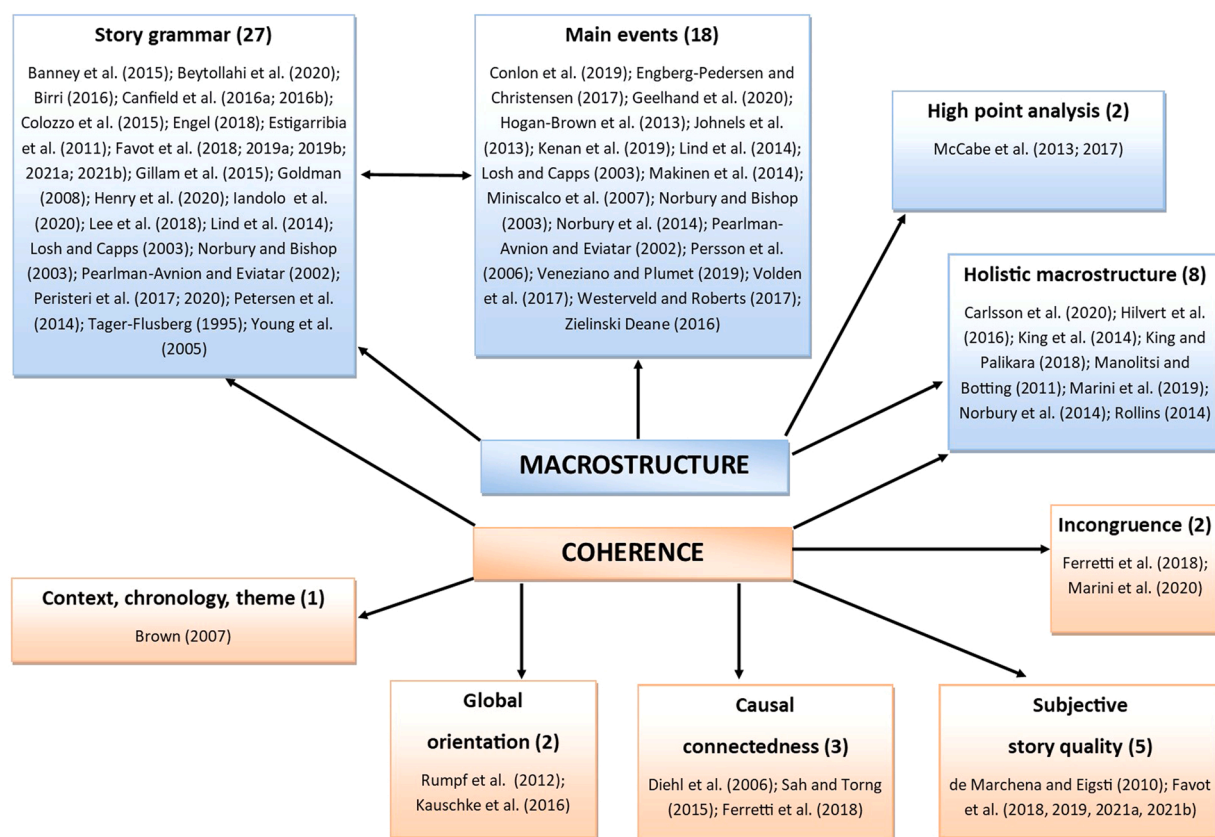 Story grammar (27)
Banney et al. (2015); Beytollahi et al. (2020);
Birri (2016); Canfield et al. (2016a; 2016b);
Colozzo et al. (2015); Engel (2018); Estigarribia
et al. (2011); Favot et al. (2018; 2019a; 2019b;
2021a; 2021b); Gillam et al. (2015); Goldman
(2008); Henry et al. (2020); Iandolo et al.
(2020); Lee et al. (2018); Lind et al. (2014);
Losh and Capps (2003); Norbury and Bishop
(2003); Pearlman-Avnion and Eviatar (2002);
Peristeri et al. (2017; 2020); Petersen et al.
(2014); Tager-Flusberg (1995); Young et al.
(2005)
Main events (18)
Conlon et al. (2019); Engberg-Pedersen and
Christensen (2017); Geelhand et al. (2020);
Hogan-Brown et al. (2013); Johnels et al.
(2013); Kenan et al. (2019); Lind et al. (2014);
Losh and Capps (2003); Makinen et al. (2014);
Miniscalco et al. (2007); Norbury and Bishop
(2003); Norbury et al. (2014); Pearlman-
Avnion and Eviatar (2002); Persson et al.
(2006); Veneziano and Plumet (2019); Volden
et al. (2017); Westerveld and Roberts (2017);
Zielinski Deane (2016)
High point analysis (2)
McCabe et al. (2013; 2017)
Holistic macrostructure (8)
Carlsson et al. (2020); Hilvert et al.
(2016); King et al. (2014); King and
Palikara (2018); Manolitsi and
Botting (2011); Marini et al. (2019);
Norbury et al. (2014); Rollins (2014)
MACROSTRUCTURE
COHERENCE
Incongruence (2)
Ferretti et al. (2018);
Marini et al. (2020)
Context, chronology, theme (1)
Brown (2007)
Global
orientation (2)
Rumpf et al. (2012);
Kauschke et al. (2016)
Causal
connectedness (3)
Diehl et al. (2006); Sah and Torng
(2015); Ferretti et al. (2018)
Subjective
story quality (5)
de Marchena and Eigsti (2010); Favot
et al. (2018, 2019, 2021a, 2021b)